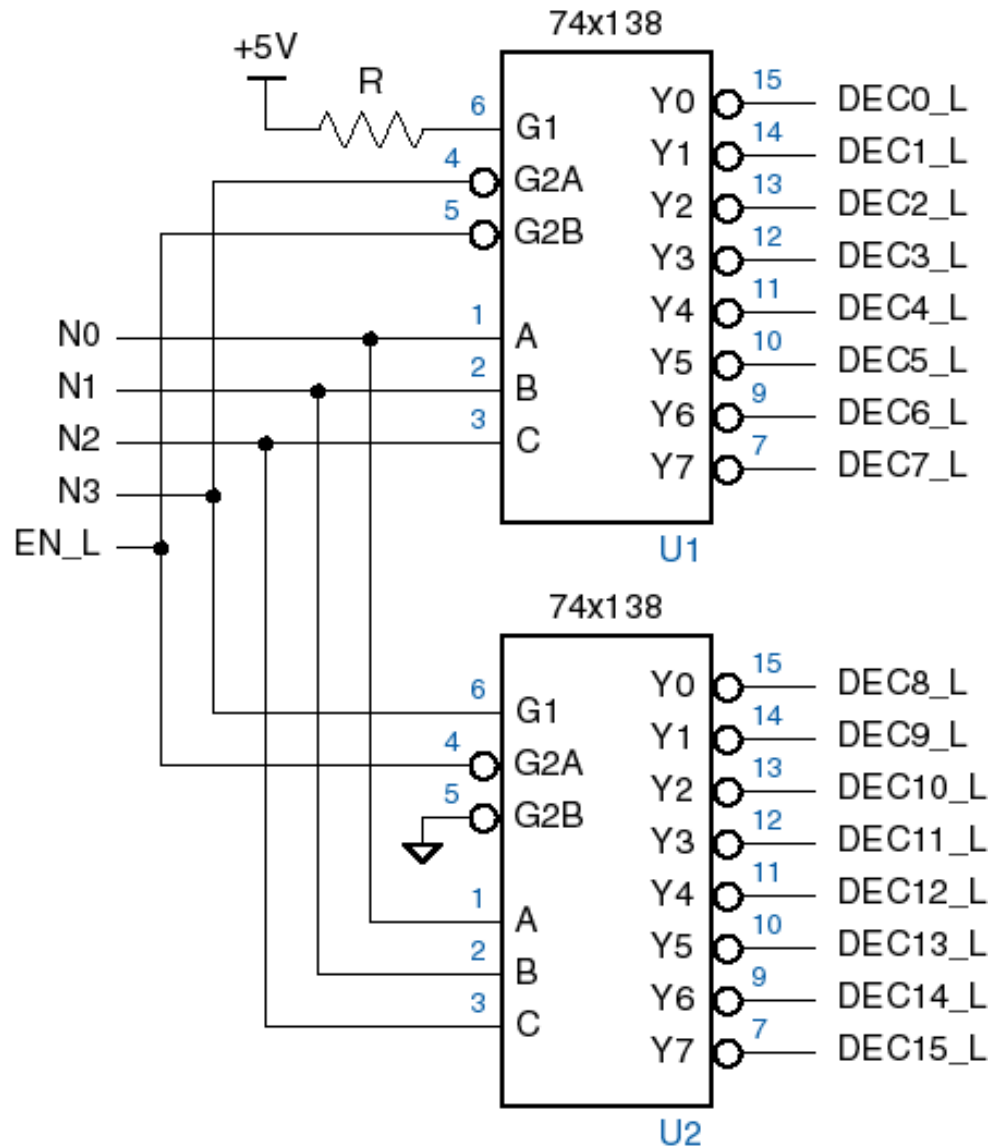 74x138
+5V
R
6 G1
4 G2A
5 G2B
1 A
2 B
3 C
Y0 15 DEC0_L
Y1 14 DEC1_L
Y2 13 DEC2_L
Y3 12 DEC3_L
Y4 11 DEC4_L
Y5 10 DEC5_L
Y6 9 DEC6_L
Y7 7 DEC7_L
N0
N1
N2
N3
EN_L
U1
74x138
6 G1
4 G2A
5 G2B
1 A
2 B
3 C
Y0 15 DEC8_L
Y1 14 DEC9_L
Y2 13 DEC10_L
Y3 12 DEC11_L
Y4 11 DEC12_L
Y5 10 DEC13_L
Y6 9 DEC14_L
Y7 7 DEC15_L
U2